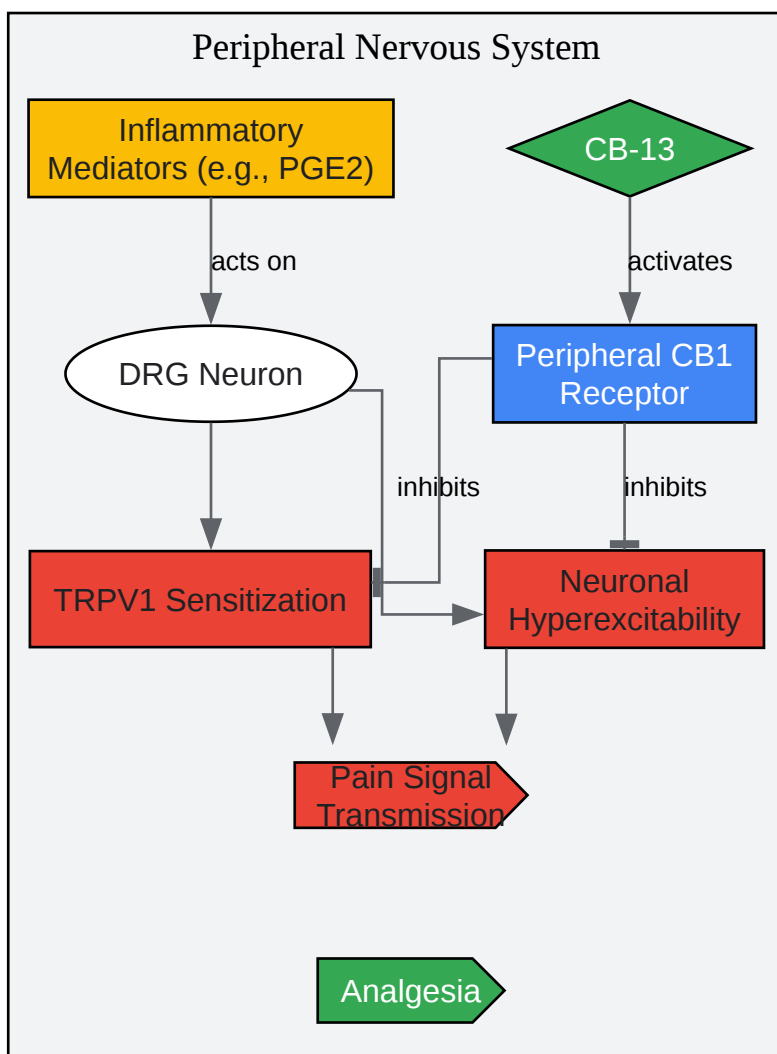 Peripheral Nervous System
Inflammatory
Mediators (e.g., PGE2)
CB-13
acts on
activates
DRG Neuron
Peripheral CB1
Receptor
inhibits
inhibits
TRPV1 Sensitization
Neuronal
Hyperexcitability
Pain Signal
Transmission
Analgesia